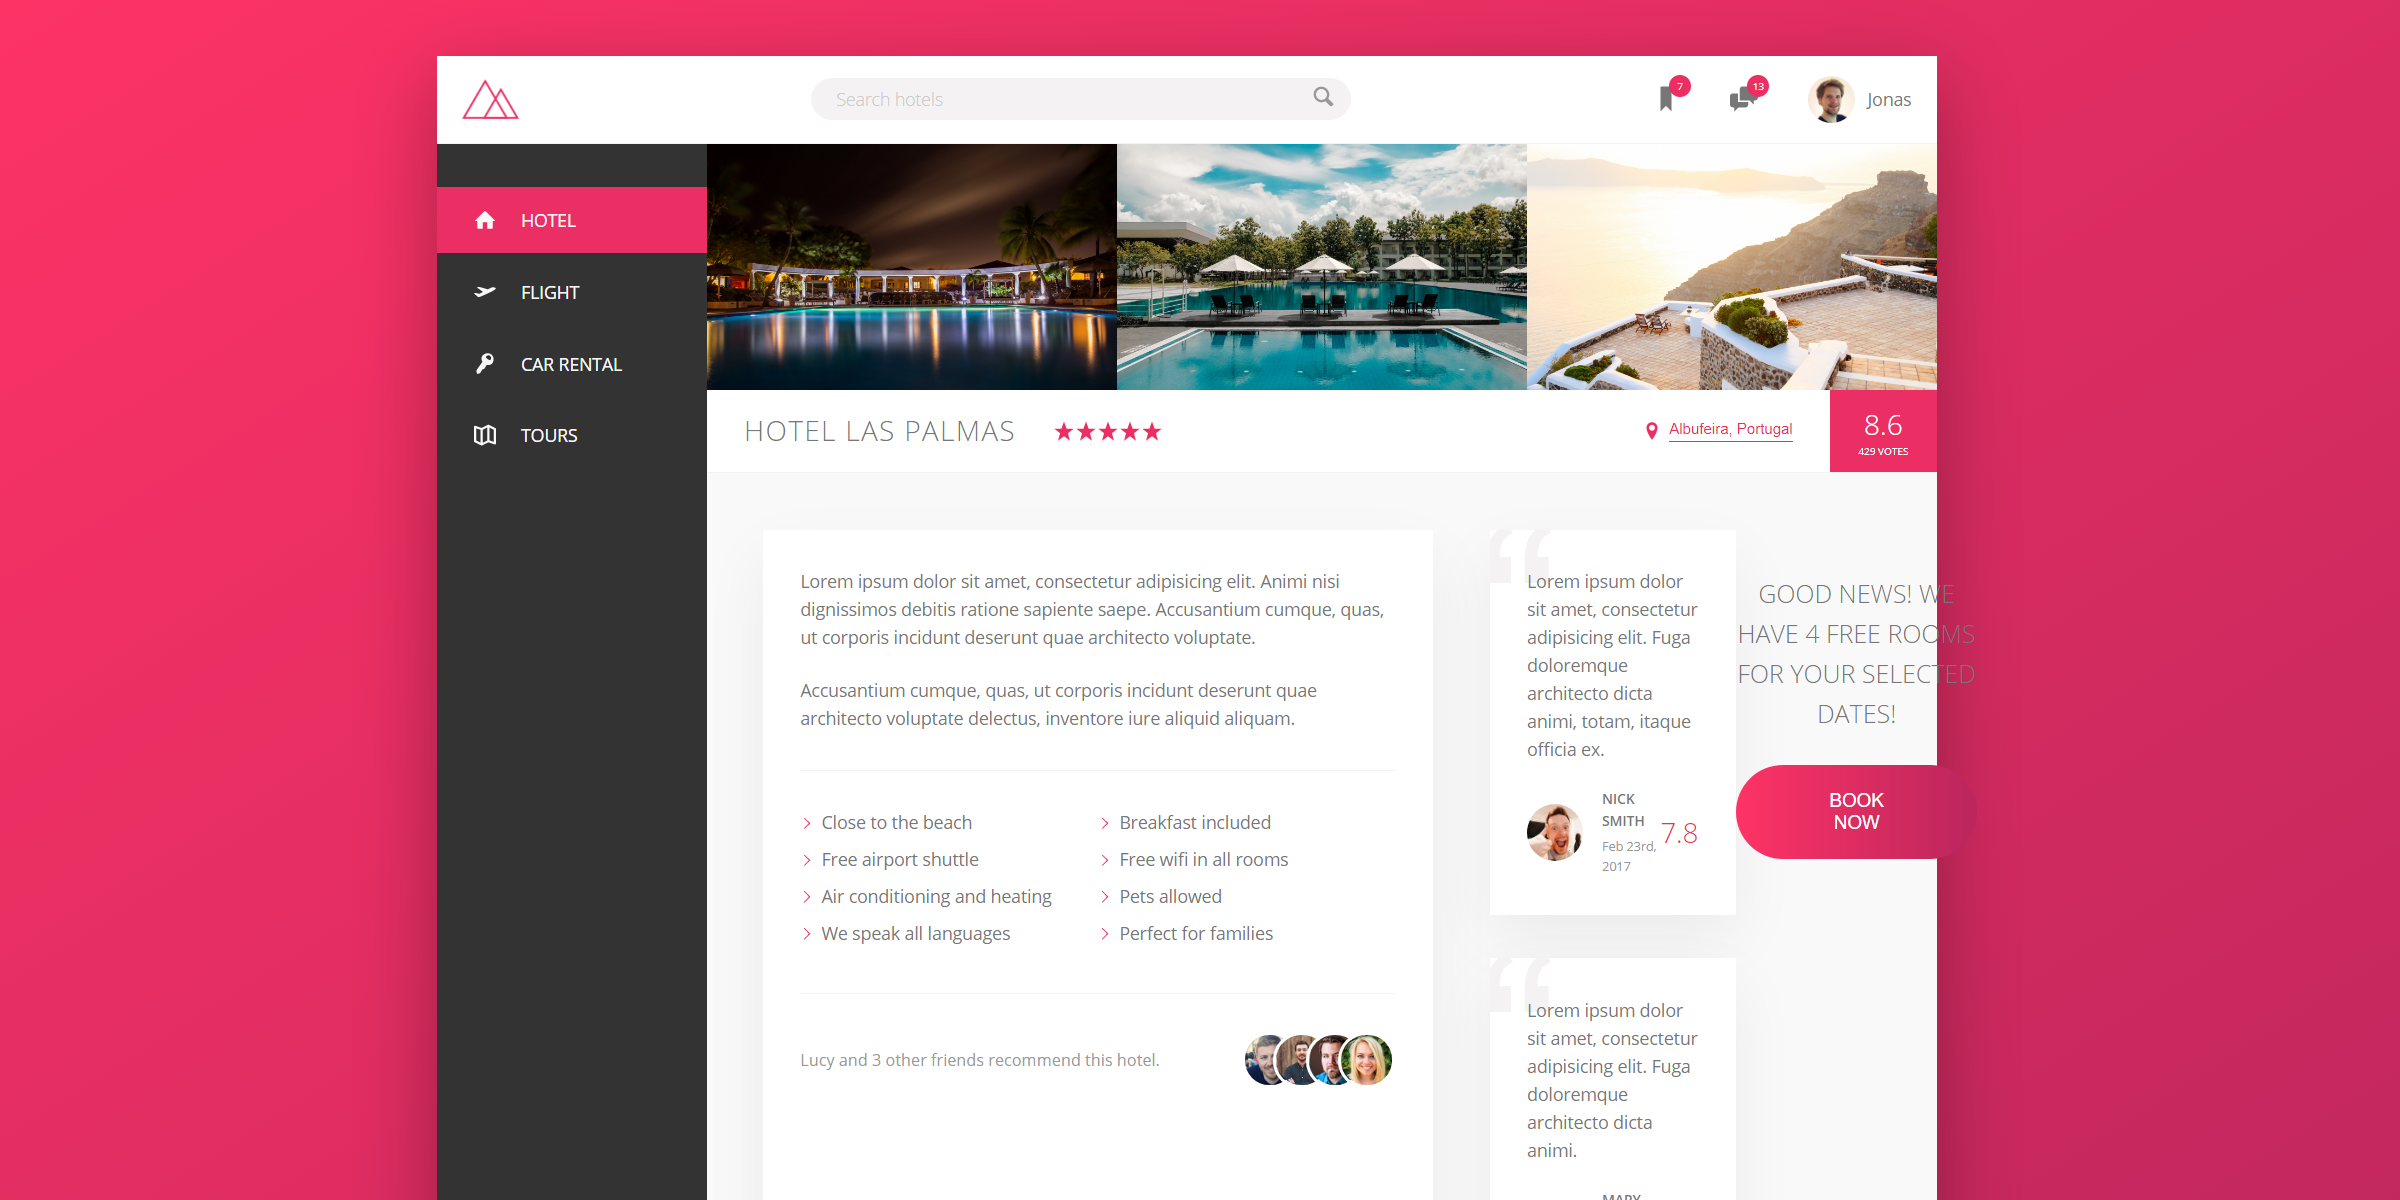 Search hotels
7
13
Jonas
HOTEL
FLIGHT
CAR RENTAL
TOURS
HOTEL LAS PALMAS
Albufeira, Portugal
8.6
429 VOTES
Lorem ipsum dolor sit amet, consectetur adipisicing elit. Animi nisi
dignissimos debitis ratione sapiente saepe. Accusantium cumque, quas,
ut corporis incidunt deserunt quae architecto voluptate.
Accusantium cumque, quas, ut corporis incidunt deserunt quae
architecto voluptate delectus, inventore iure aliquid aliquam.
Close to the beach
Free airport shuttle
Air conditioning and heating
We speak all languages
Breakfast included
Free wifi in all rooms
Pets allowed
Perfect for families
Lucy and 3 other friends recommend this hotel.
“
Lorem ipsum dolor
sit amet, consectetur
adipisicing elit. Fuga
doloremque
architecto dicta
animi, totam, itaque
officia ex.
NICK
SMITH
Feb 23rd,
2017
7.8
“
Lorem ipsum dolor
sit amet, consectetur
adipisicing elit. Fuga
doloremque
architecto dicta
animi.
MARY
GOOD NEWS! WE
HAVE 4 FREE ROOMS
FOR YOUR SELECTED
DATES!
BOOK
NOW